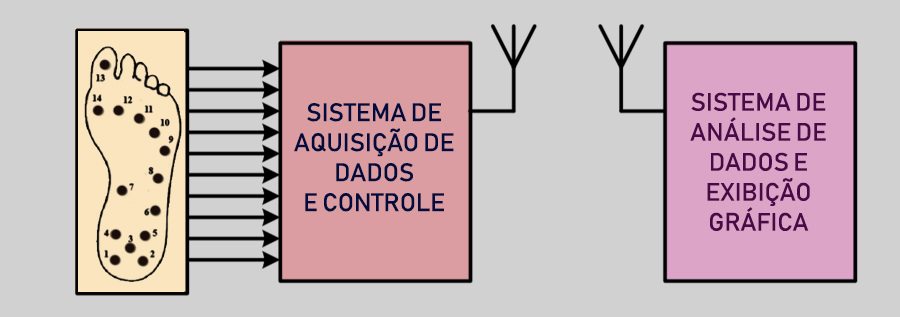 13
14
12
11
10
9
8
7
6
4
5
3
1
2
SISTEMA DE
AQUISIÇÃO DE
DADOS
E CONTROLE
SISTEMA DE
ANÁLISE DE
DADOS E
EXIBIÇÃO
GRÁFICA